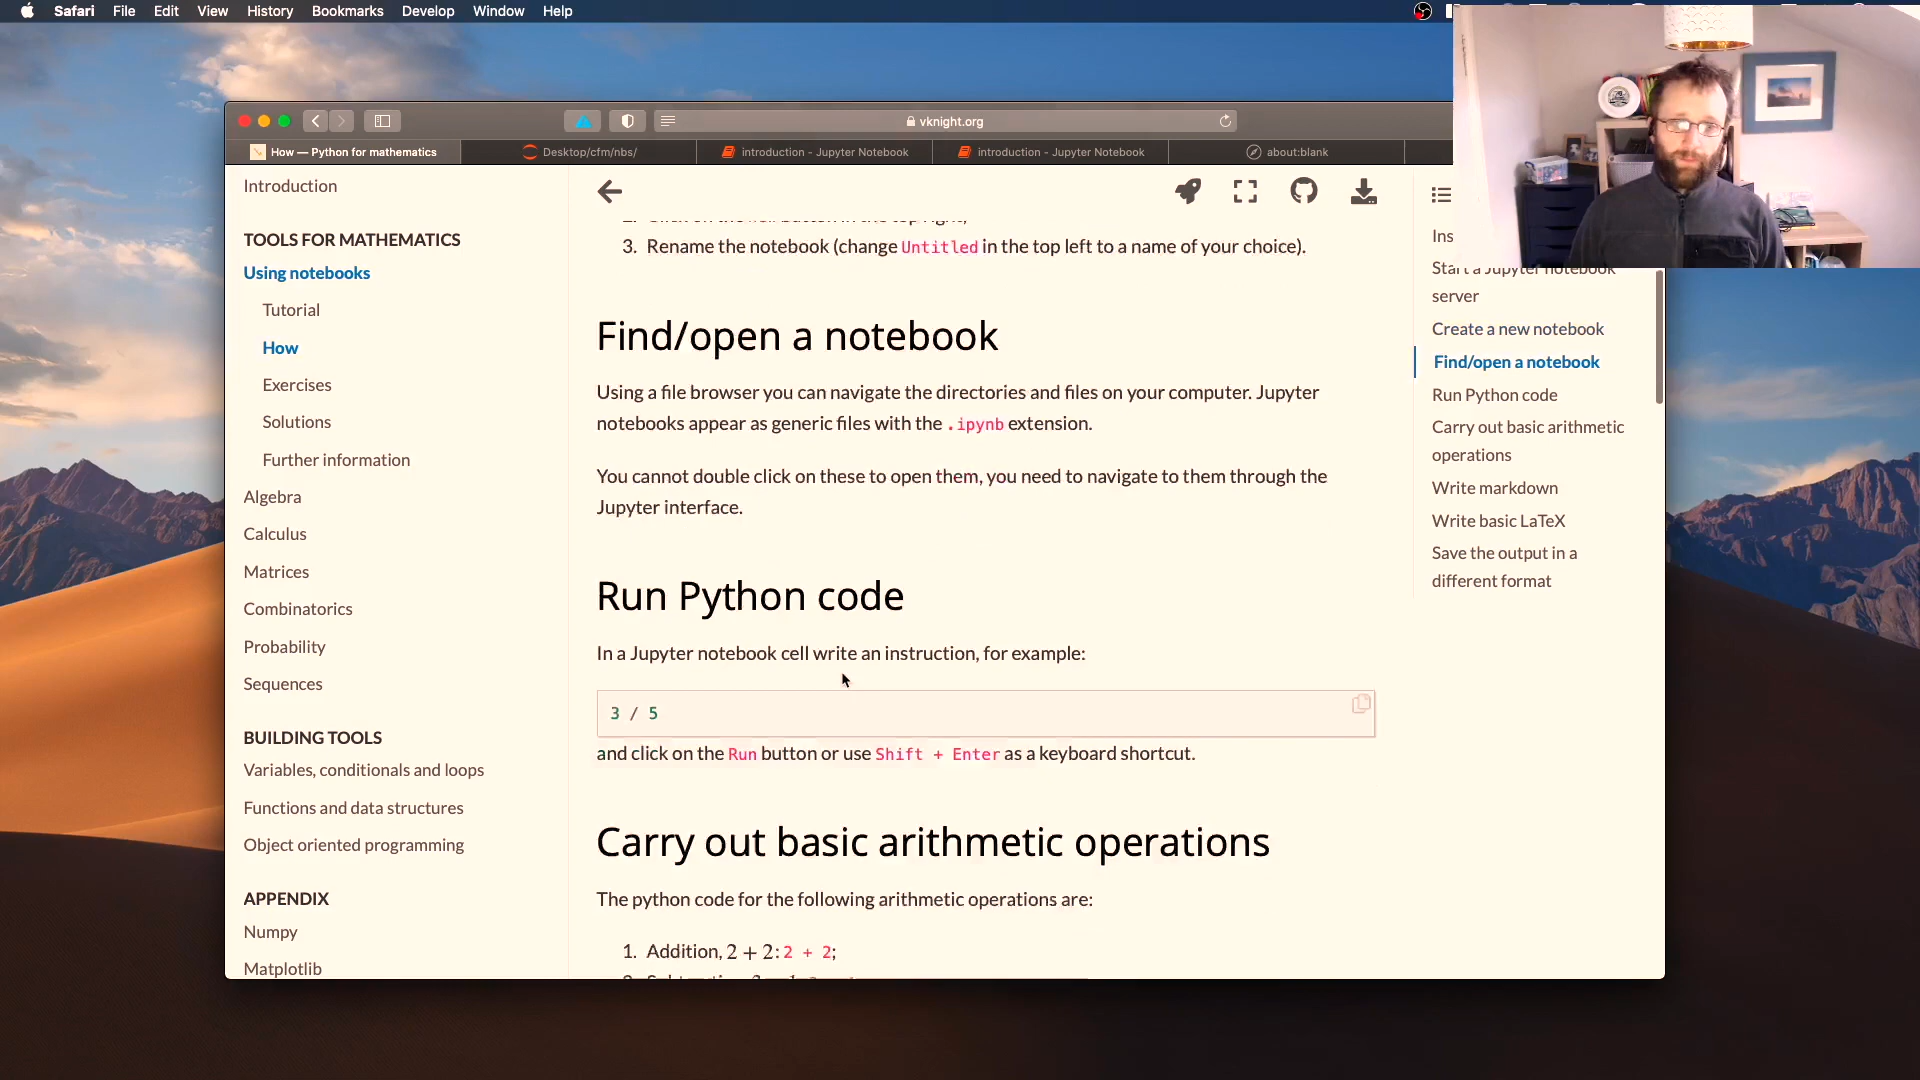 Safari File Edit View History Bookmarks Develop Window Help
vknight.org
How — Python for mathematics
Desktop/cfm/nbs/
introduction - Jupyter Notebook
introduction - Jupyter Notebook
about:blank
Introduction
TOOLS FOR MATHEMATICS
Using notebooks
Tutorial
How
Exercises
Solutions
Further information
Algebra
Calculus
Matrices
Combinatorics
Probability
Sequences
BUILDING TOOLS
Variables, conditionals and loops
Functions and data structures
Object oriented programming
APPENDIX
Numpy
Matplotlib
3. Rename the notebook (change Untitled in the top left to a name of your choice).
Find/open a notebook
Using a file browser you can navigate the directories and files on your computer. Jupyter
notebooks appear as generic files with the .ipynb extension.
You cannot double click on these to open them, you need to navigate to them through the
Jupyter interface.
Run Python code
In a Jupyter notebook cell write an instruction, for example:
3 / 5
and click on the Run button or use Shift + Enter as a keyboard shortcut.
Carry out basic arithmetic operations
The python code for the following arithmetic operations are:
1. Addition, 2 + 2: 2 + 2;
Ins
Start a Jupyter notebook
server
Create a new notebook
Find/open a notebook
Run Python code
Carry out basic arithmetic
operations
Write markdown
Write basic LaTeX
Save the output in a
different format